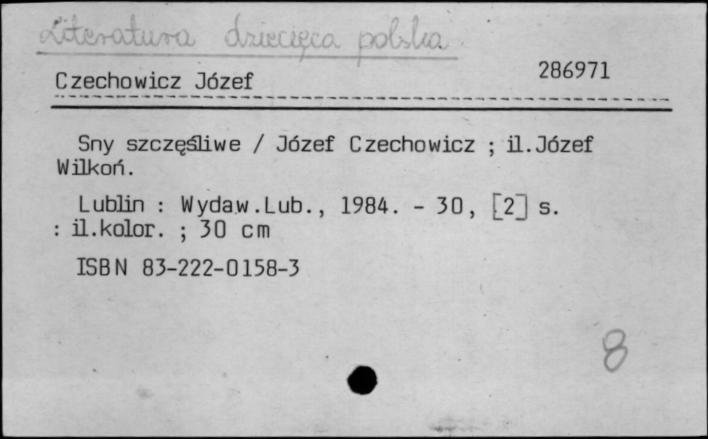 Literatura dziecięca polska
Czechowicz Józef 286971
Sny szczęśliwe / Józef Czechowicz ; il.Józef
Wilkoń.
Lublin : Wydaw.Lub., 1984. - 30, [2] s.
: il.kolor. ; 30 cm
ISBN 83-222-0158-3
8